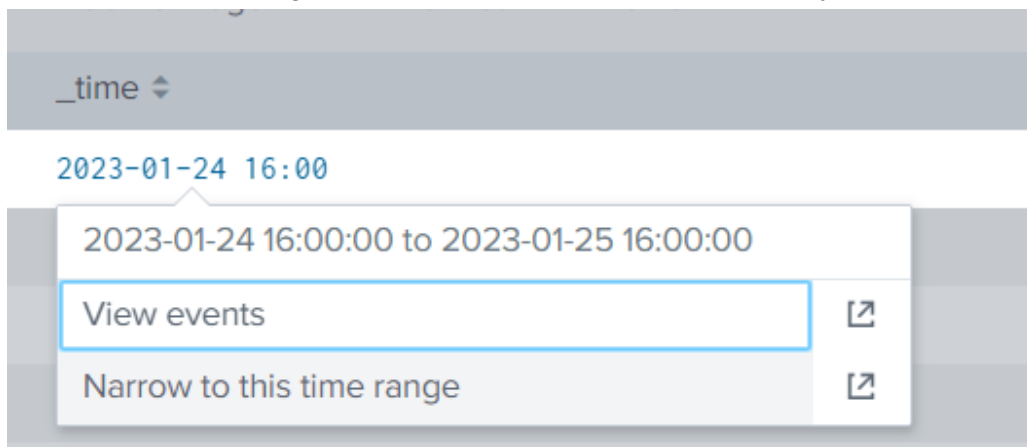 _time
2023-01-24 16:00
2023-01-24 16:00:00 to 2023-01-25 16:00:00
View events
Narrow to this time range